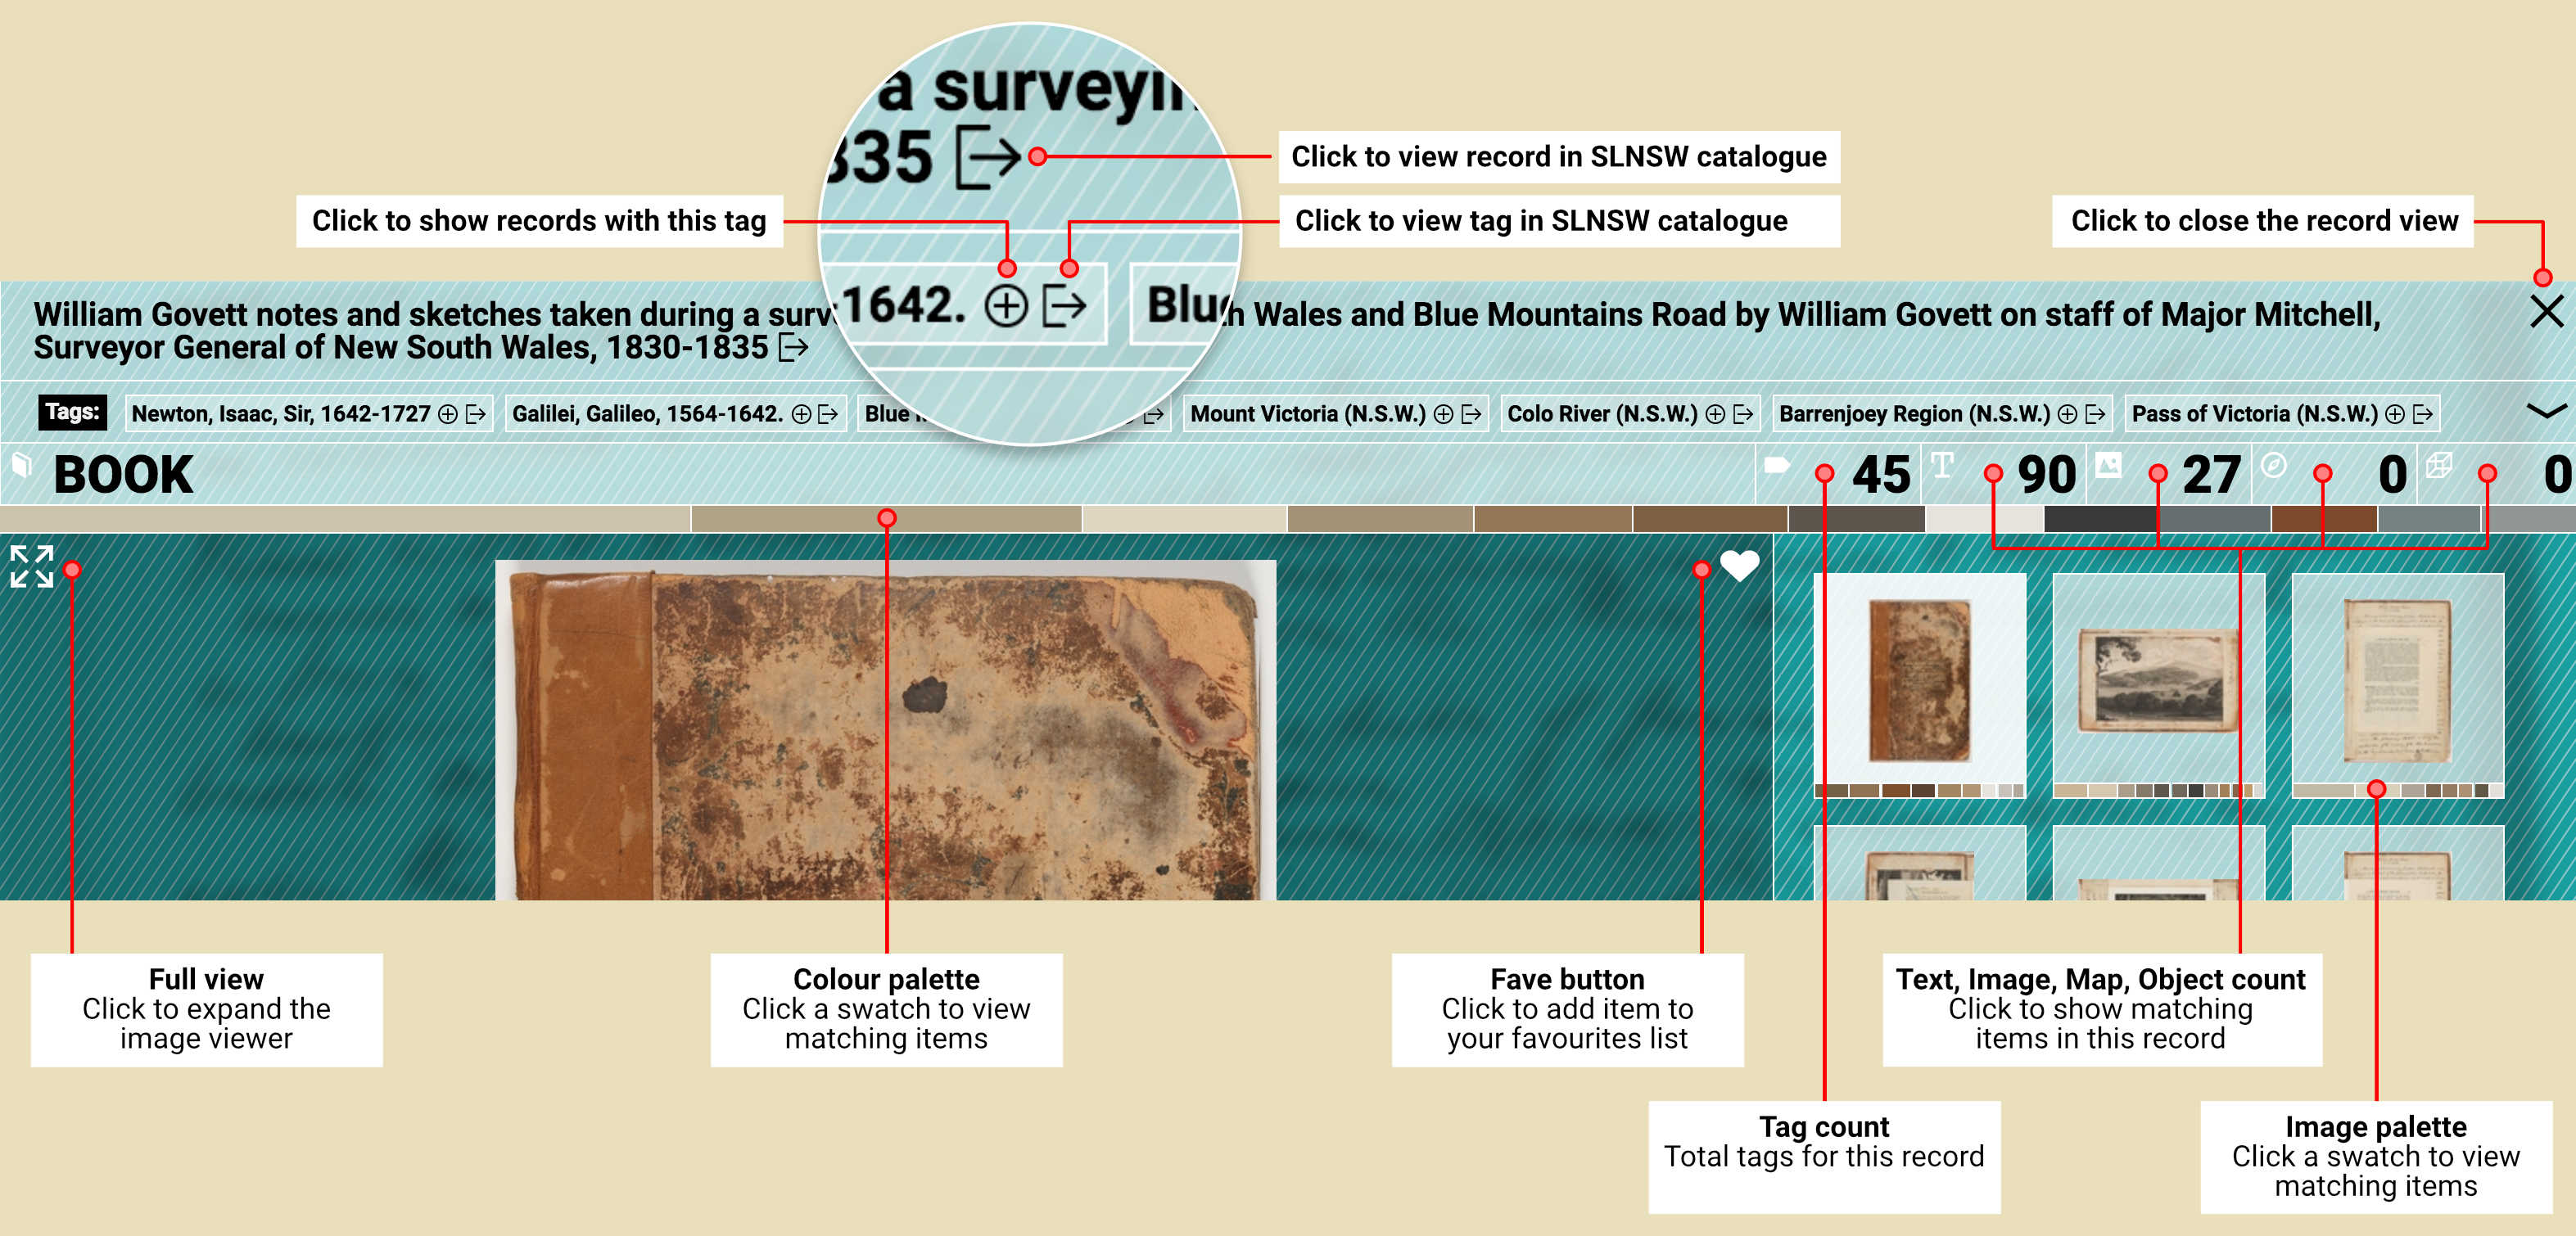 a surveyin
335
Click to view record in SLNSW catalogue
Click to show records with this tag
Click to view tag in SLNSW catalogue
Click to close the record view
1642.
Blu
William Govett notes and sketches taken during a surv
h Wales and Blue Mountains Road by William Govett on staff of Major Mitchell,
Surveyor General of New South Wales, 1830-1835
Tags:
Newton, Isaac, Sir, 1642-1727
Galilei, Galileo, 1564-1642.
Blue
Mount Victoria (N.S.W.)
Colo River (N.S.W.)
Barrenjoey Region (N.S.W.)
Pass of Victoria (N.S.W.)
BOOK
45
T
90
27
0
0
Full view
Click to expand the
image viewer
Colour palette
Click a swatch to view
matching items
Fave button
Click to add item to
your favourites list
Text, Image, Map, Object count
Click to show matching
items in this record
Tag count
Total tags for this record
Image palette
Click a swatch to view
matching items